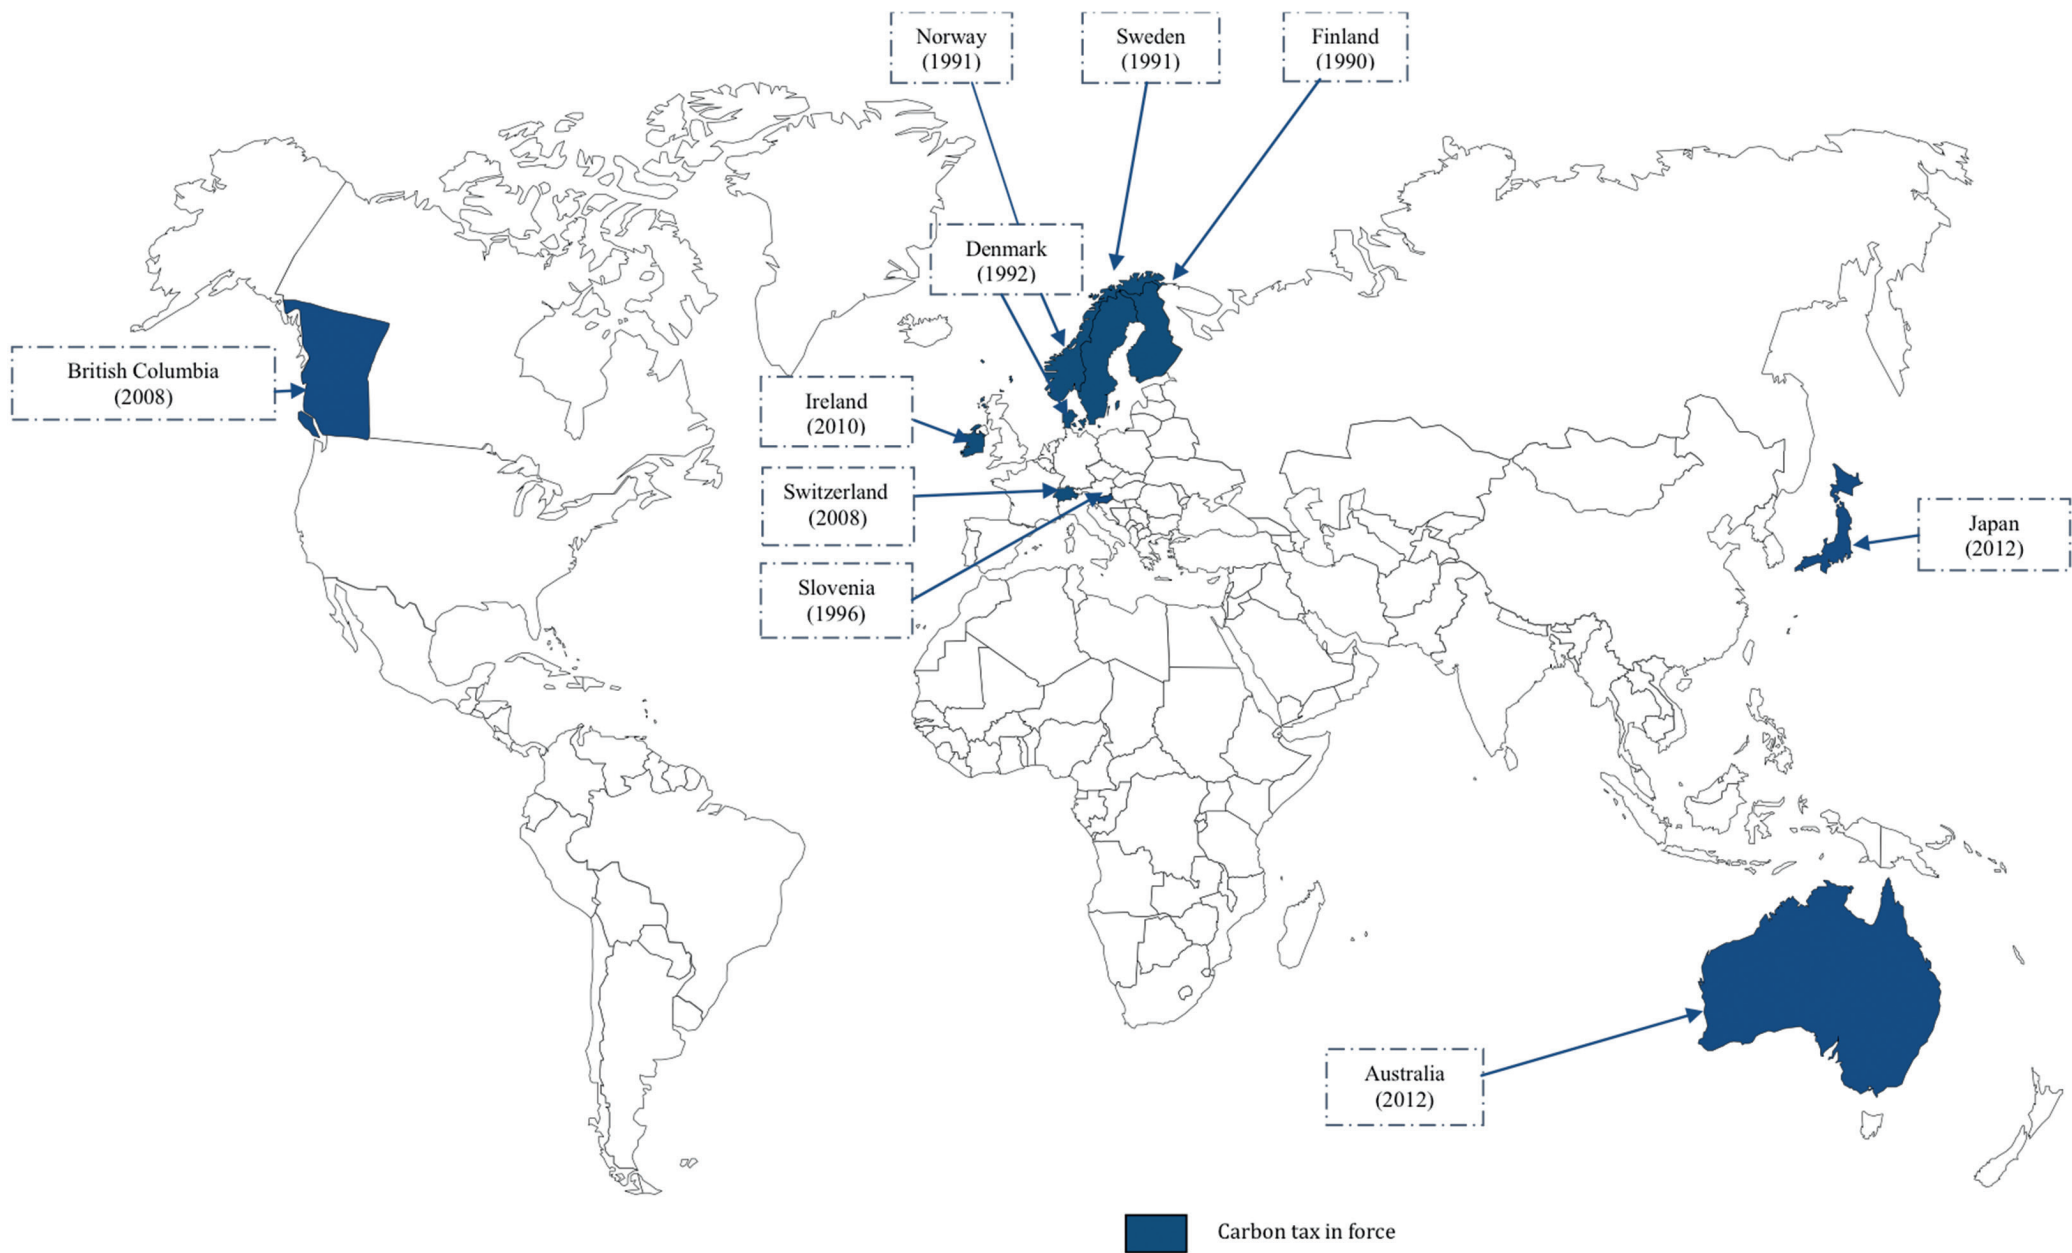 Norway
(1991)
Sweden
(1991)
Finland
(1990)
Denmark
(1992)
British Columbia
(2008)
Ireland
(2010)
Switzerland
(2008)
Slovenia
(1996)
Japan
(2012)
Australia
(2012)
Carbon tax in force